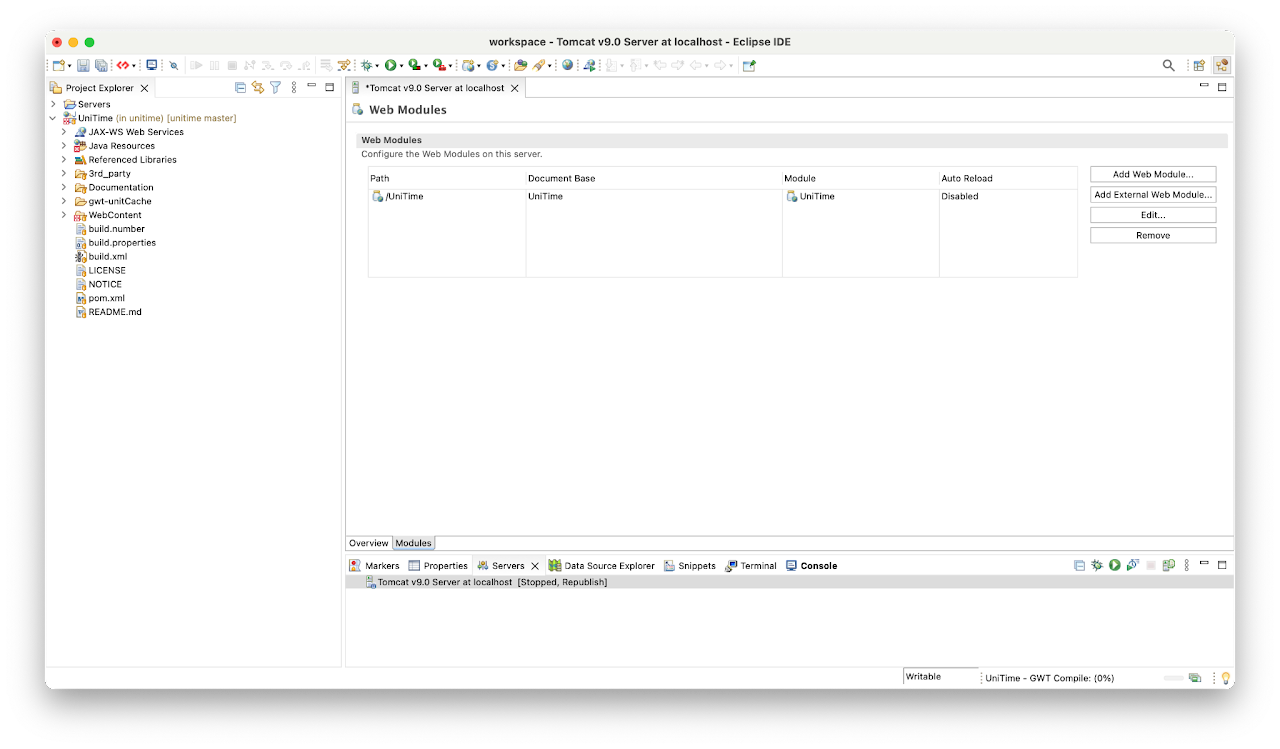 workspace - Tomcat v9.0 Server at localhost - Eclipse IDE
Project Explorer
Servers
UniTime (in unitime) [unitime master]
JAX-WS Web Services
Java Resources
Referenced Libraries
3rd_party
Documentation
gwt-unitCache
WebContent
build.number
build.properties
build.xml
LICENSE
NOTICE
pom.xml
README.md
*Tomcat v9.0 Server at localhost
Web Modules
Web Modules
Configure the Web Modules on this server.
Path Document Base Module Auto Reload
/UniTime UniTime UniTime Disabled
Add Web Module...
Add External Web Module...
Edit...
Remove
Overview Modules
Markers Properties Servers Data Source Explorer Snippets Terminal Console
Tomcat v9.0 Server at localhost [Stopped, Republish]
Writable UniTime - GWT Compile: (0%)